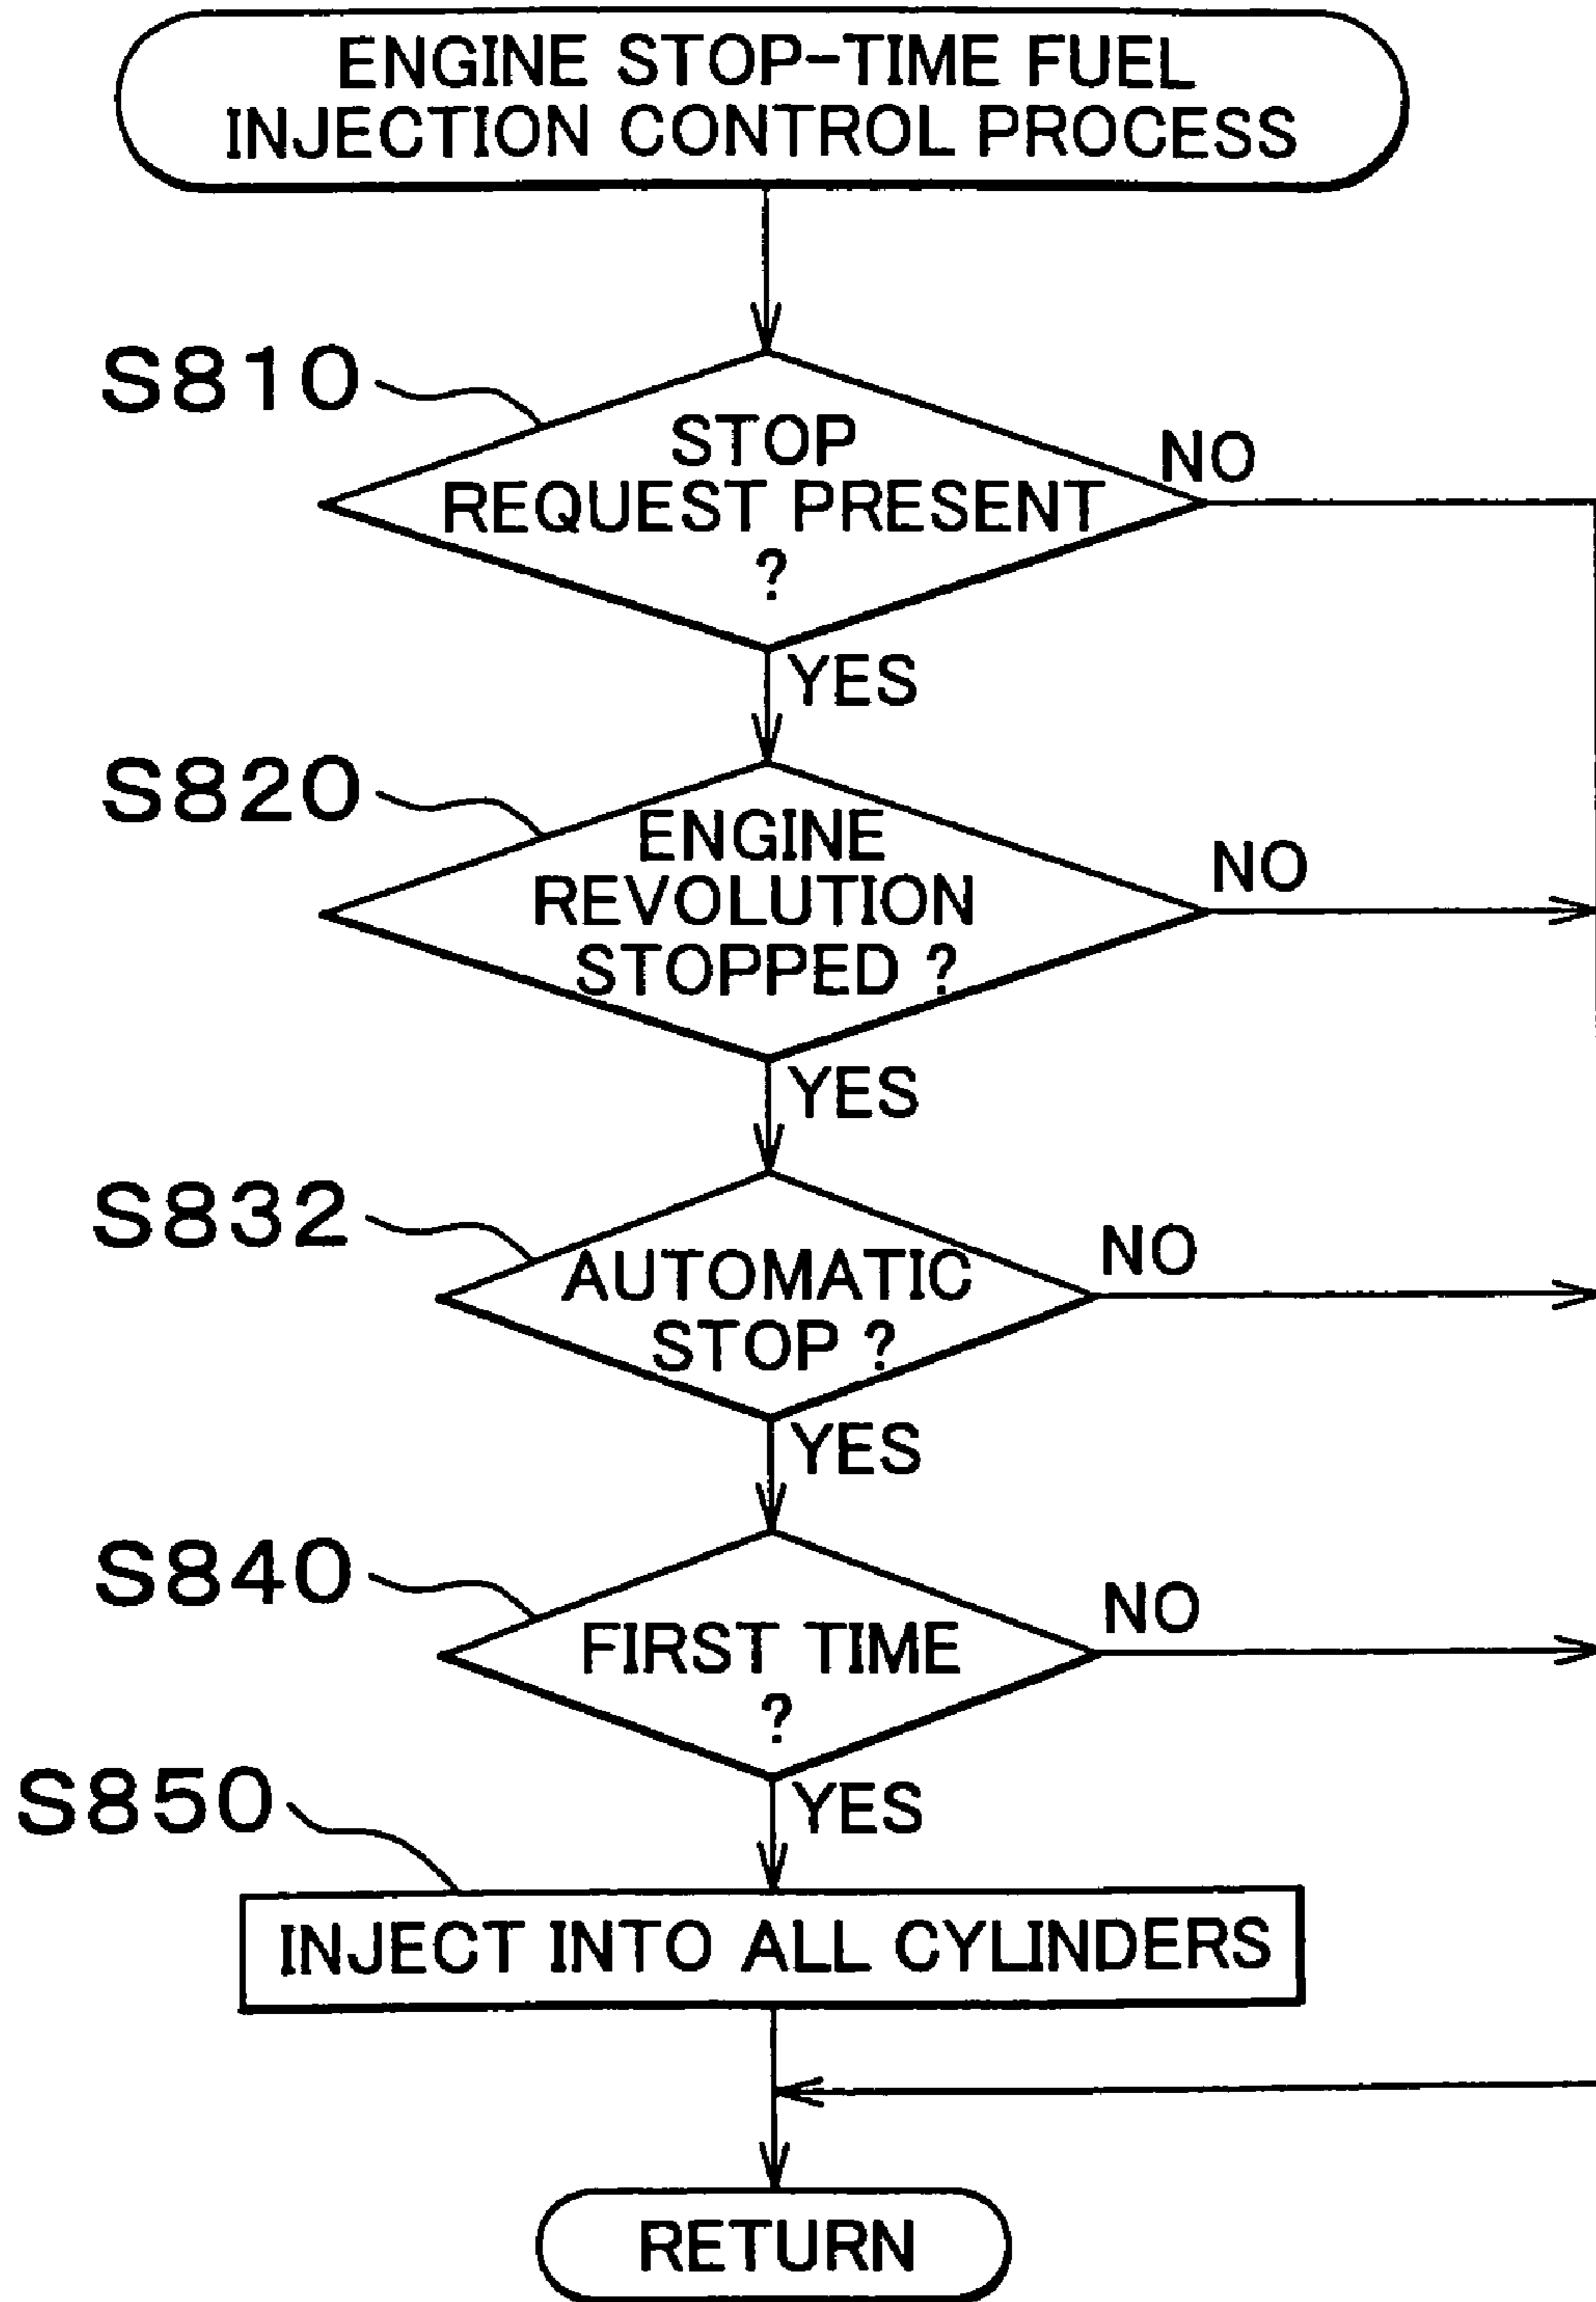 ENGINE STOP-TIME FUEL
INJECTION CONTROL PROCESS
S810
STOP
REQUEST PRESENT
?
NO
YES
S820
ENGINE
REVOLUTION
STOPPED ?
NO
YES
S832
AUTOMATIC
STOP ?
NO
YES
S840
FIRST TIME
?
NO
YES
S850
INJECT INTO ALL CYLINDERS
RETURN